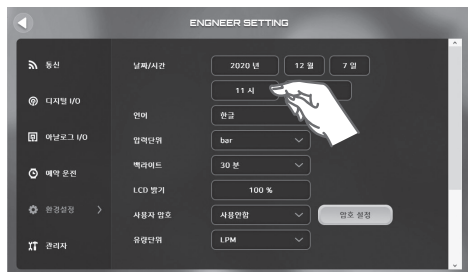 ENGNEER SETTING
통신
디지털 I/O
아날로그 I/O
예약 운전
환경설정
관리자
날짜/시간 2020 년 12 월 7 일
11 시
언어 한글
압력단위 bar
백라이트 30 분
LCD 밝기 100 %
사용자 암호 사용안함 암호 설정
유량단위 LPM